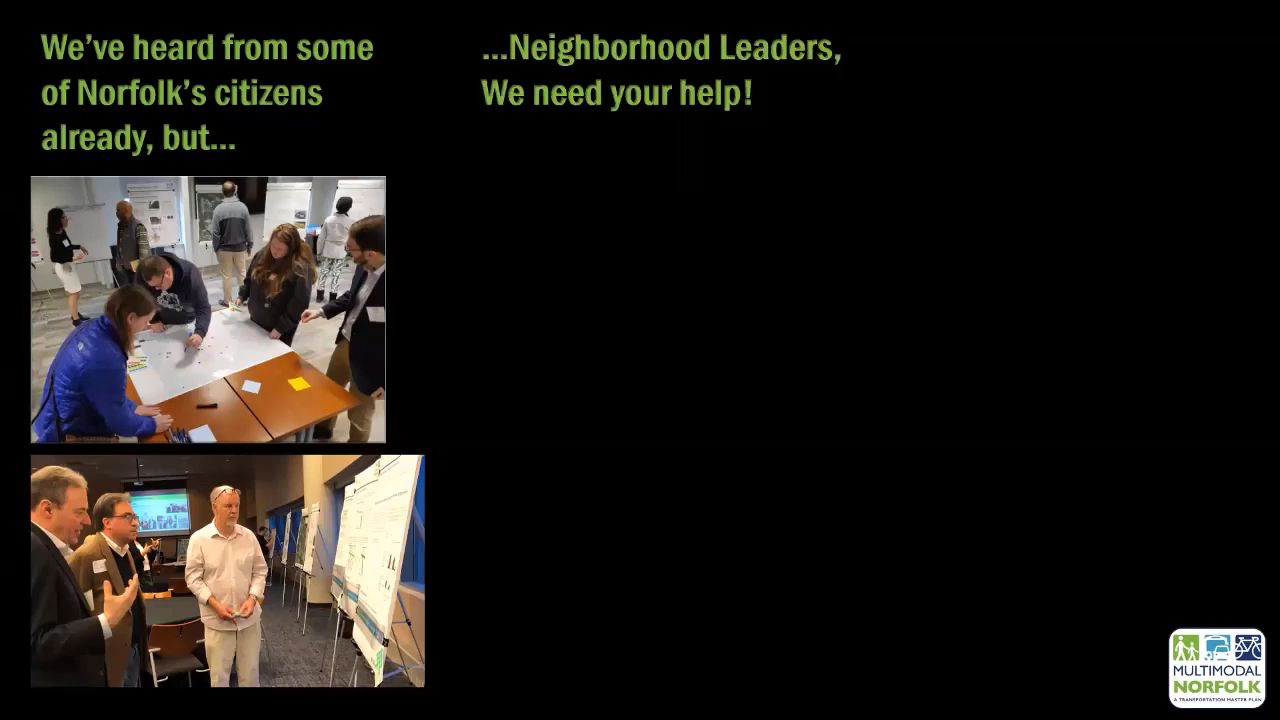 We’ve heard from some
of Norfolk’s citizens
already, but...
...Neighborhood Leaders,
We need your help!
MULTIMODAL
NORFOLK
A TRANSPORTATION MASTER PLAN